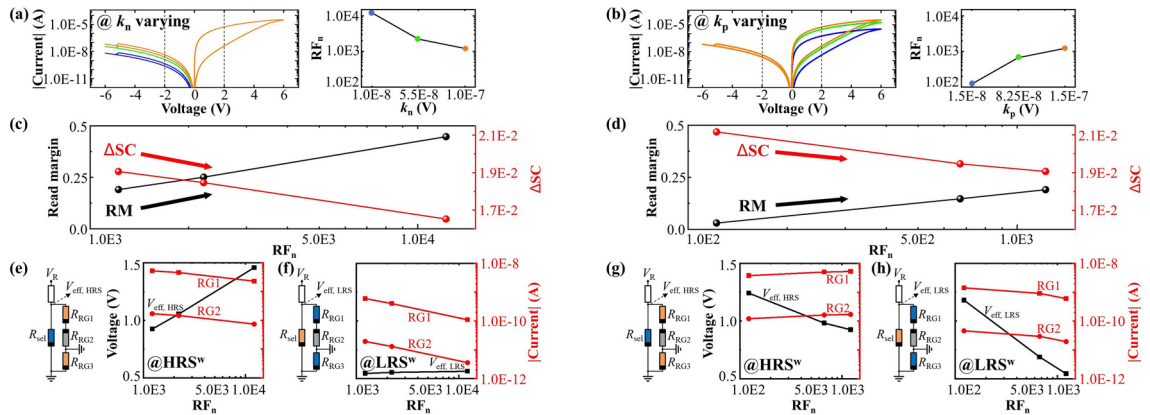 (a)
@ kn varying
|Current| (A)
1.0E-5
1.0E-8
1.0E-11
-6 -4 -2 0 2 4 6
Voltage (V)
RFn
1.0E4
1.0E3
1.0E2
1.0E-8 5.5E-8 1.0E-7
kn (V)
(b)
@ kp varying
|Current| (A)
1.0E-5
1.0E-8
1.0E-11
-6 -4 -2 0 2 4 6
Voltage (V)
RFn
1.0E4
1.0E3
1.0E2
1.5E-8 8.25E-8 1.5E-7
kp (V)
(c)
Read margin
0.5
0.25
0.0
ΔSC
RM
2.1E-2
1.9E-2
1.7E-2
ΔSC
1.0E3 5.0E3 1.0E4
RFn
(d)
Read margin
0.50
0.25
0.0
ΔSC
RM
2.1E-2
1.9E-2
1.7E-2
ΔSC
1.0E2 5.0E2 1.0E3
RFn
(e)
VR
Veff, HRS
RRG1
Rsel
RRG2
RRG3
Voltage (V)
1.5
1.0
0.5
RG1
Veff, HRS
RG2
@HRSw
1.0E3 5.0E3 1.0E4
RFn
(f)
VR
Veff, LRS
RRG1
Rsel
RRG2
RRG3
RG1
RG2
Veff, LRS
@LRSw
1.0E3 5.0E3 1.0E4
RFn
1.0E-8
1.0E-10
1.0E-12
|Current| (A)
(g)
VR
Veff, HRS
RRG1
Rsel
RRG2
RRG3
Voltage (V)
1.5
1.0
0.5
RG1
Veff, HRS
RG2
@HRSw
1.0E2 5.0E2 1.0E3
RFn
(h)
VR
Veff, LRS
RRG1
Rsel
RRG2
RRG3
RG1
Veff, LRS
RG2
@LRSw
1.0E2 5.0E2 1.0E3
RFn
1.0E-8
1.0E-10
1.0E-12
|Current| (A)